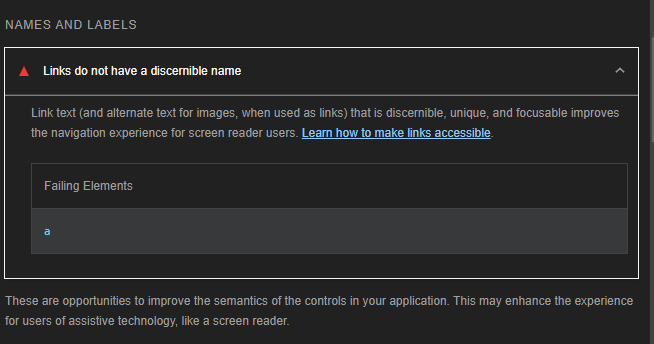 NAMES AND LABELS
Links do not have a discernible name
Link text (and alternate text for images, when used as links) that is discernible, unique, and focusable improves
the navigation experience for screen reader users. Learn how to make links accessible.
Failing Elements
a
These are opportunities to improve the semantics of the controls in your application. This may enhance the experience
for users of assistive technology, like a screen reader.